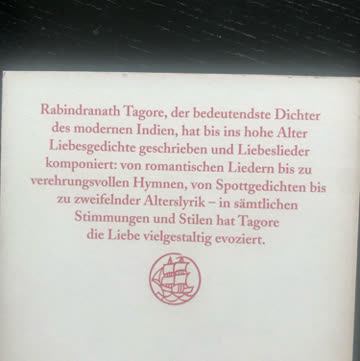 Rabindranath Tagore, der bedeutendste Dichter
des modernen Indien, hat bis ins hohe Alter
Liebesgedichte geschrieben und Liebeslieder
komponiert: von romantischen Liedern bis zu
verehrungsvollen Hymnen, von Spottgedichten bis
zu zweifelnder Alterslyrik – in sämtlichen
Stimmungen und Stilen hat Tagore
die Liebe vielgestaltig evoziert.